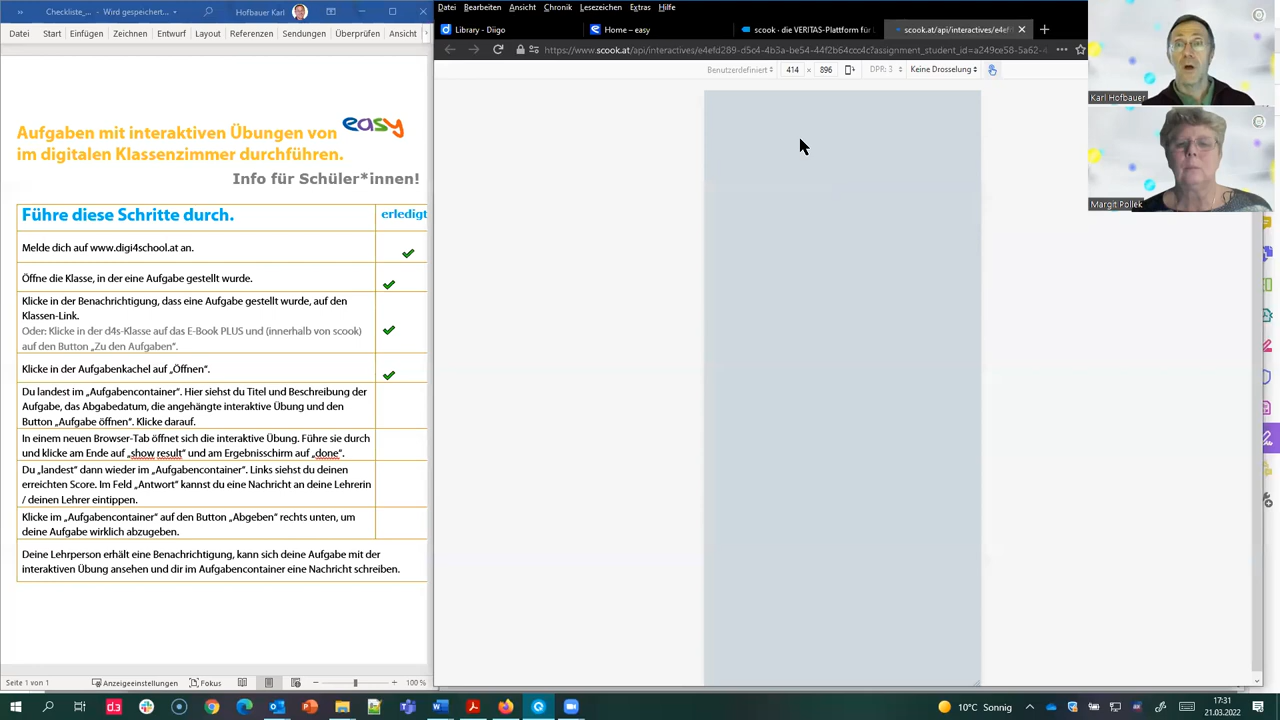 Checkliste_...
Hofbauer Karl
Datei
Start
Einfügen
Zeichnen
Entwurf
Layout
Referenzen
Sendungen
Überprüfen
Ansicht
Aufgaben mit interaktiven Übungen von easy
im digitalen Klassenzimmer durchführen.
Info für Schüler*innen!
Führe diese Schritte durch.
erledigt
Melde dich auf www.digi4school.at an.
Öffne die Klasse, in der eine Aufgabe gestellt wurde.
Klicke in der Benachrichtigung, dass eine Aufgabe gestellt wurde, auf den
Klassen-Link.
Oder: Klicke in der d4s-Klasse auf das E-Book PLUS und (innerhalb von scook)
auf den Button „Zu den Aufgaben“.
Klicke in der Aufgabenkachel auf „Öffnen“.
Du landest im „Aufgabencontainer“. Hier siehst du Titel und Beschreibung der
Aufgabe, das Abgabedatum, die angehängte interaktive Übung und den
Button „Aufgabe öffnen“. Klicke darauf.
In einem neuen Browser-Tab öffnet sich die interaktive Übung. Führe sie durch
und klicke am Ende auf „show result“ und am Ergebnisschirm auf „done“.
Du „landest“ dann wieder im „Aufgabencontainer“. Links siehst du deinen
erreichten Score. Im Feld „Antwort“ kannst du eine Nachricht an deine Lehrerin
/ deinen Lehrer eintippen.
Klicke im „Aufgabencontainer“ auf den Button „Abgeben“ rechts unten, um
deine Aufgabe wirklich abzugeben.
Deine Lehrperson erhält eine Benachrichtigung, kann sich deine Aufgabe mit der
interaktiven Übung ansehen und dir im Aufgabencontainer eine Nachricht schreiben.
Seite 1 von 1
Anzeigeeinstellungen
Fokus
100 %
Datei
Bearbeiten
Ansicht
Chronik
Lesezeichen
Extras
Hilfe
Library - Diigo
Home – easy
scook - die VERITAS-Plattform für L
scook.at/api/interactives/e4ef
Benutzerdefiniert
414 × 896
DPR: 3
Keine Drosselung
Karl Hofbauer
Margit Pollek
d.3
10°C Sonnig
17:31
21.03.2022